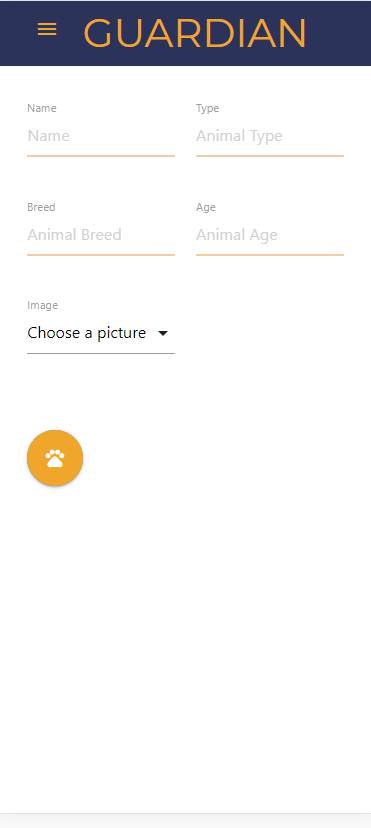 GUARDIAN
Name Type
Name Animal Type
Breed Age
Animal Breed Animal Age
Image
Choose a picture